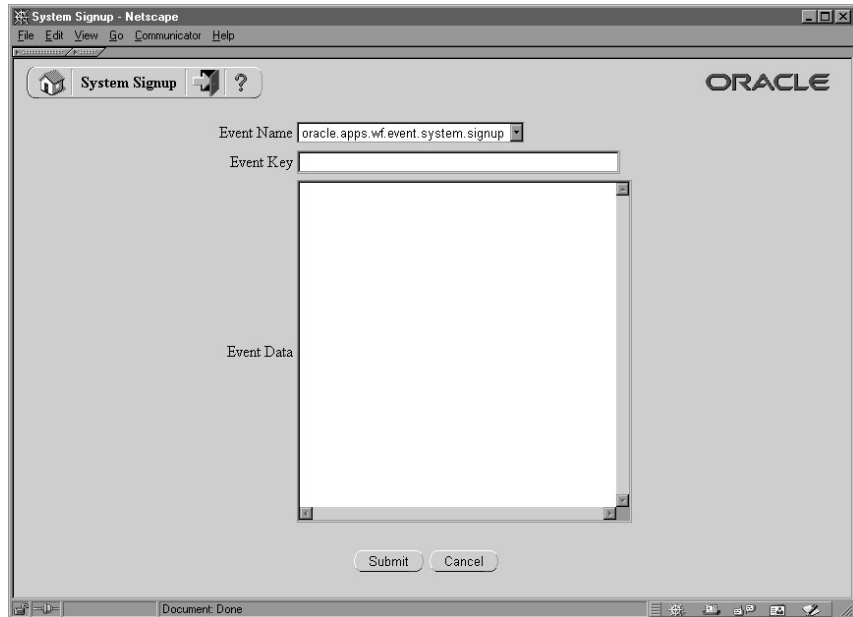 System Signup - Netscape
File Edit View Go Communicator Help
System Signup ? ORACLE
Event Name oracle.apps.wf.event.system.signup
Event Key
Event Data
Submit Cancel
Document: Done